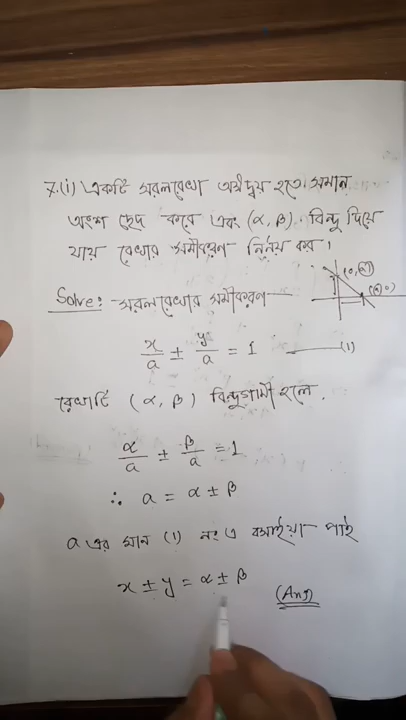 7.(i) একটি সরলরেখা অক্ষদ্বয় হতে সমান
অংশ ছেদ করে এবং (α, β) বিন্দু দিয়ে
যায় রেখার সমীকরণ নির্ণয় কর।
Solve: সরলরেখার সমীকরণ
x/a ± y/a = 1 (1)
রেখাটি (α, β) বিন্দুগামী হলে,
α/a ± β/a = 1
∴ a = α ± β
a এর মান (1) নং এ বসাইয়া পাই
x ± y = α ± β (Ans)